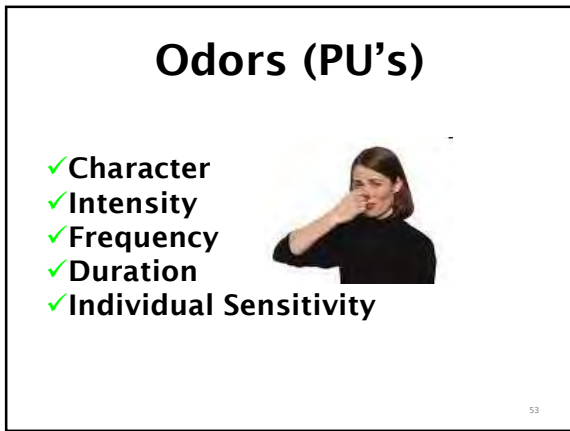 Odors (PU's)
✓Character
✓Intensity
✓Frequency
✓Duration
✓Individual Sensitivity
53